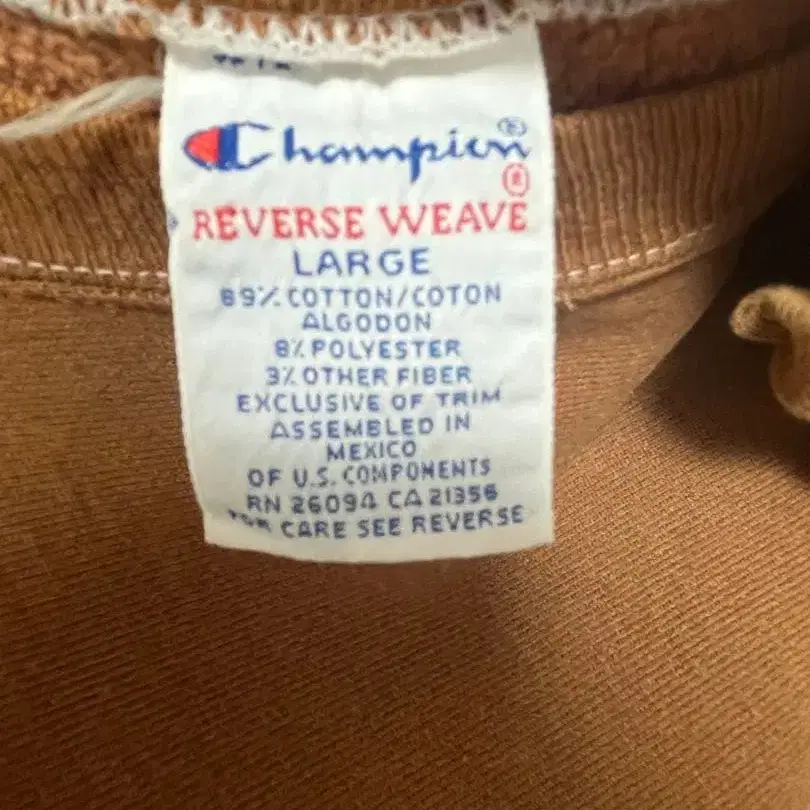 Champion®
®
REVERSE WEAVE
LARGE
89% COTTON/COTON
ALGODON
8% POLYESTER
3% OTHER FIBER
EXCLUSIVE OF TRIM
ASSEMBLED IN
MEXICO
OF U.S. COMPONENTS
RN 26094 CA 21356
FOR CARE SEE REVERSE